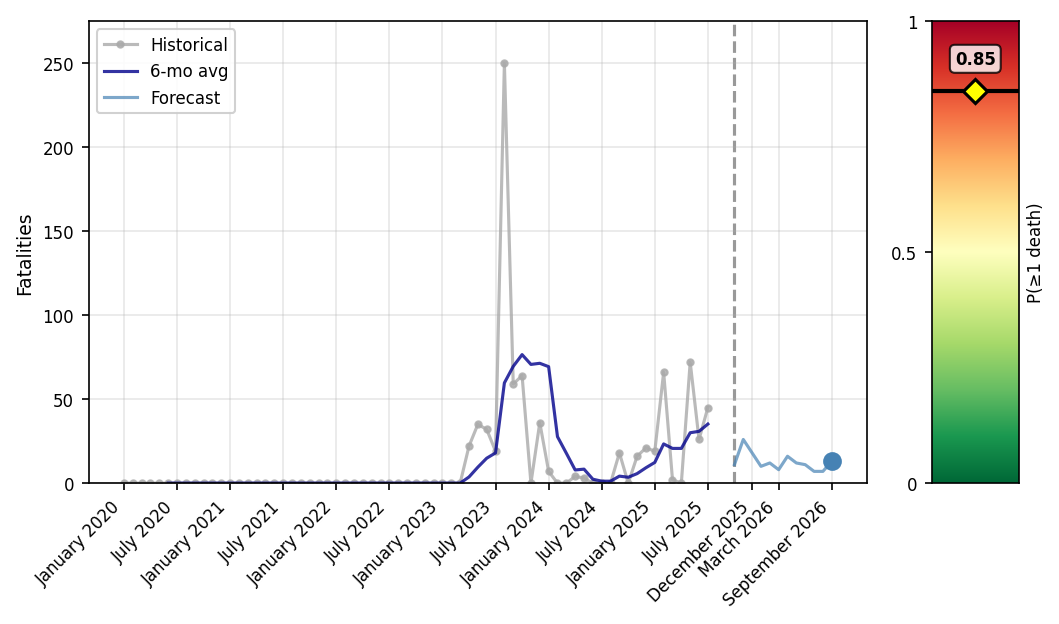 Historical
6-mo avg
Forecast
Fatalities
250
200
150
100
50
0
January 2020
July 2020
January 2021
July 2021
January 2022
July 2022
January 2023
July 2023
January 2024
July 2024
January 2025
July 2025
December 2025
March 2026
September 2026
1
0.85
0.5
0
P(≥1 death)